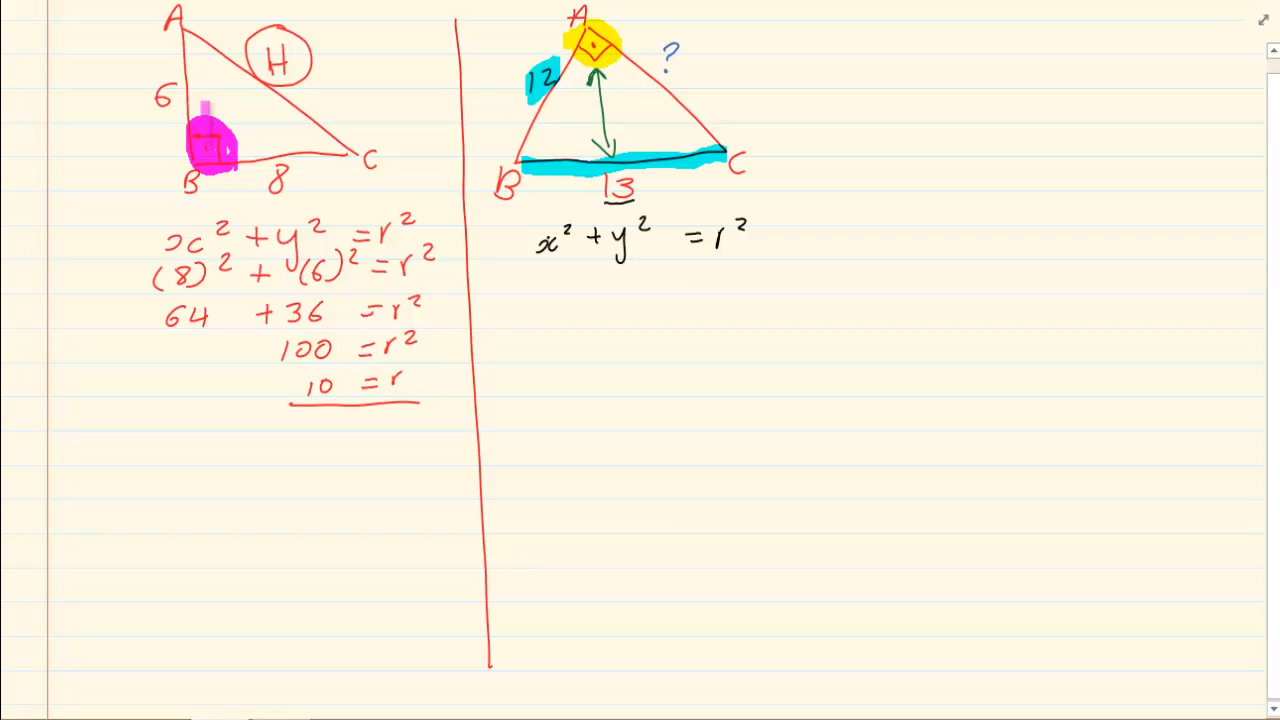 A
H
6
B
8
C
x² + y² = r²
(8)² + (6)² = r²
64 + 36 = r²
100 = r²
10 = r
A
12
?
B
13
C
x² + y² = r²